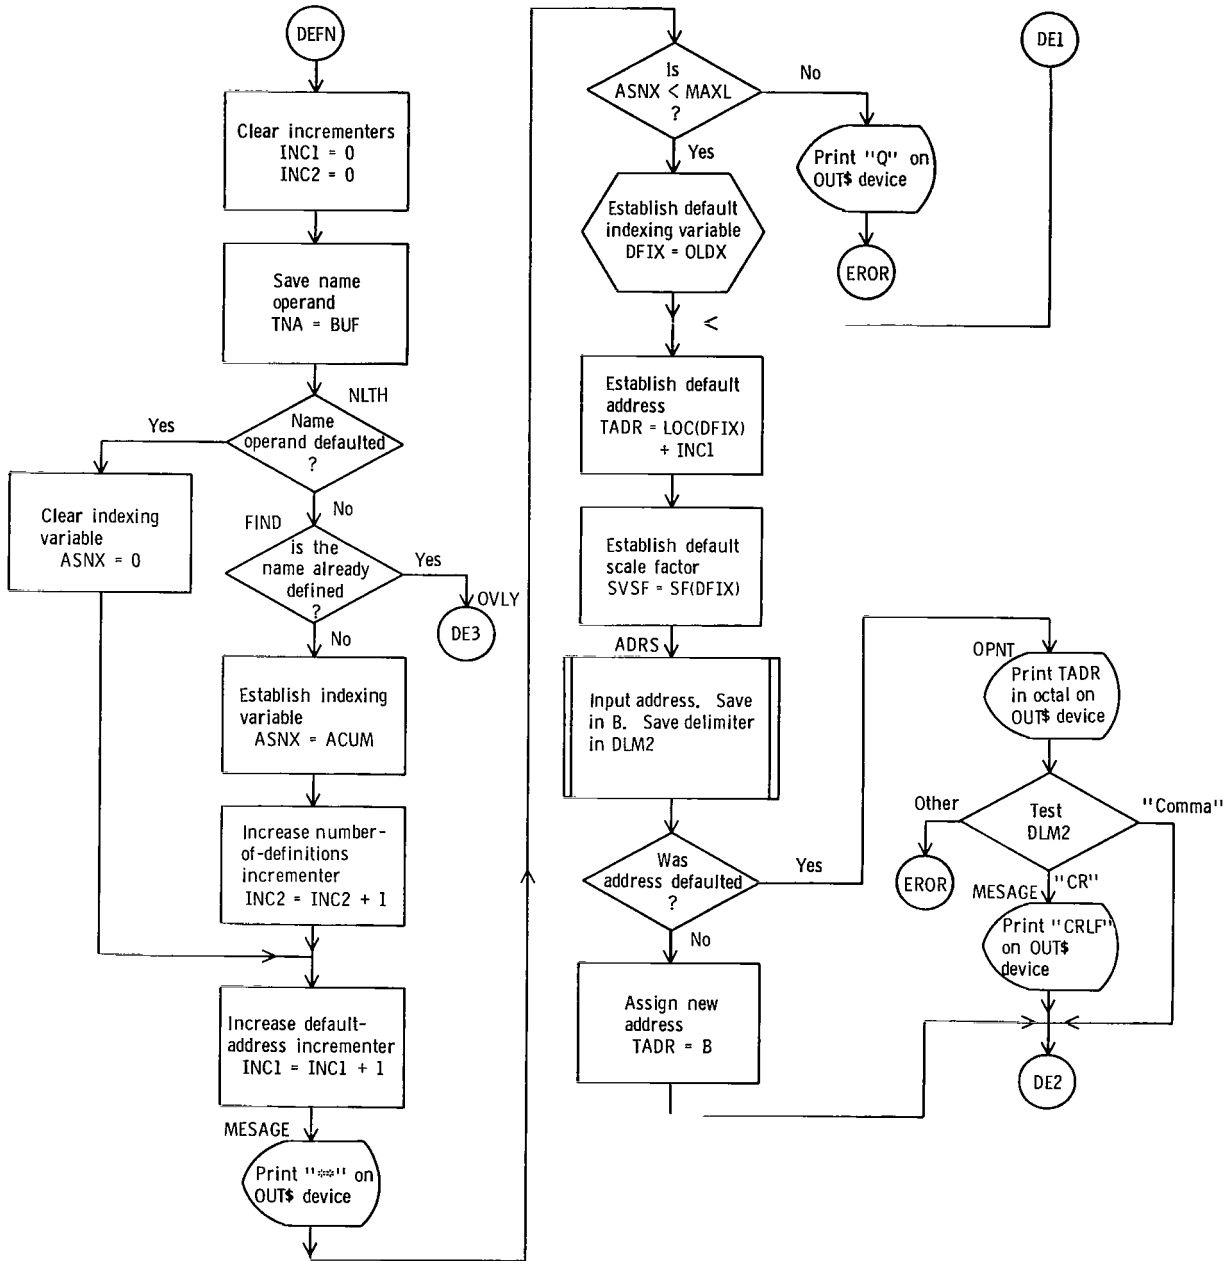 DEFN
Clear incrementers
INC1 = 0
INC2 = 0
Save name
operand
TNA = BUF
NLTH
Name
operand defaulted
?
Yes
No
Clear indexing
variable
ASNX = 0
FIND
is the
name already
defined
?
Yes
OVLY
DE3
No
Establish indexing
variable
ASNX = ACUM
Increase number-
of-definitions
incrementer
INC2 = INC2 + 1
Increase default-
address incrementer
INC1 = INC1 + 1
MESAGE
Print "**" on
OUT$ device
Is
ASNX < MAXL
?
No
Yes
Print "Q" on
OUT$ device
EROR
Establish default
indexing variable
DFIX = OLDX
DE1
<
Establish default
address
TADR = LOC(DFIX)
+ INC1
Establish default
scale factor
SVSF = SF(DFIX)
ADRS
Input address. Save
in B. Save delimiter
in DLM2
Was
address defaulted
?
Yes
No
Assign new
address
TADR = B
OPNT
Print TADR
in octal on
OUT$ device
Test
DLM2
Other
"Comma"
EROR
"CR"
MESAGE
Print "CRLF"
on OUT$
device
DE2